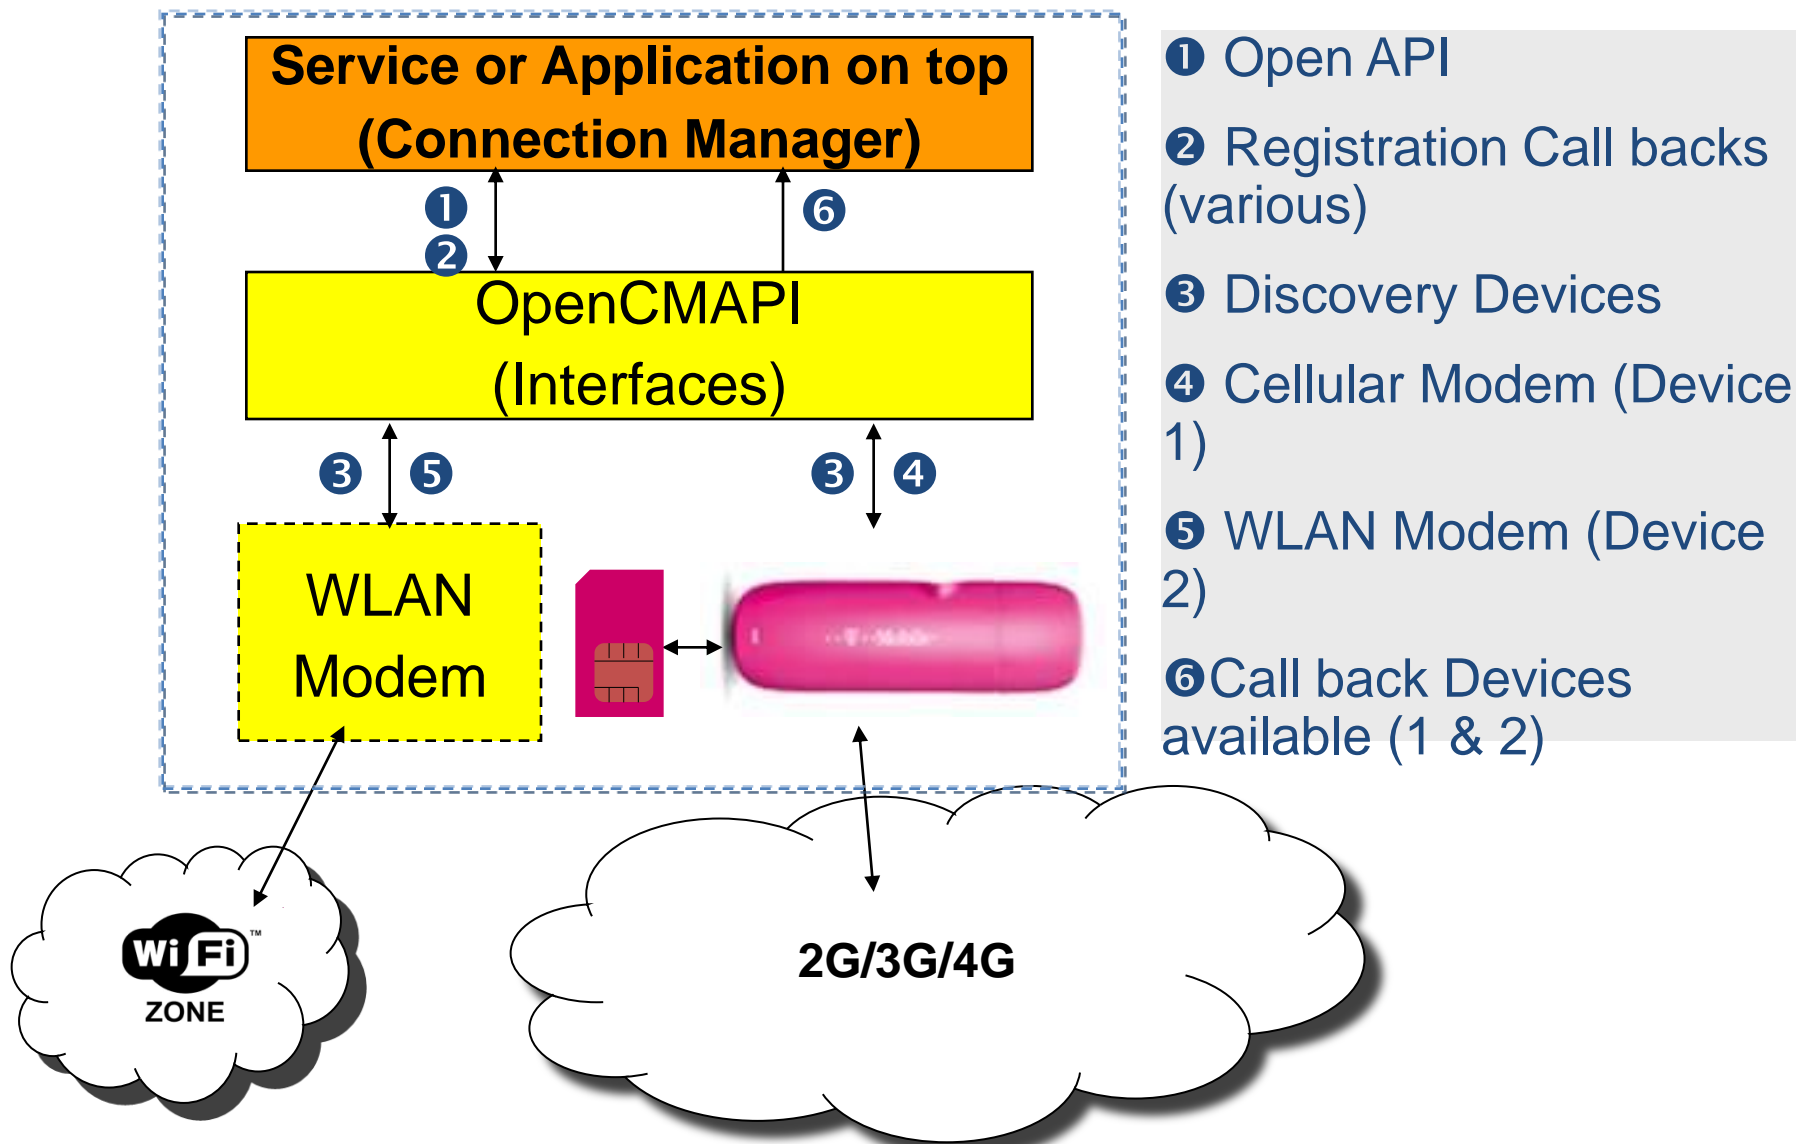 Service or Application on top
(Connection Manager)
❶
❷
❻
OpenCMAPI
(Interfaces)
❸ ❺
❸ ❹
WLAN
Modem
WiFi™
ZONE
2G/3G/4G
❶ Open API
❷ Registration Call backs
(various)
❸ Discovery Devices
❹ Cellular Modem (Device
1)
❺ WLAN Modem (Device
2)
❻Call back Devices
available (1 & 2)